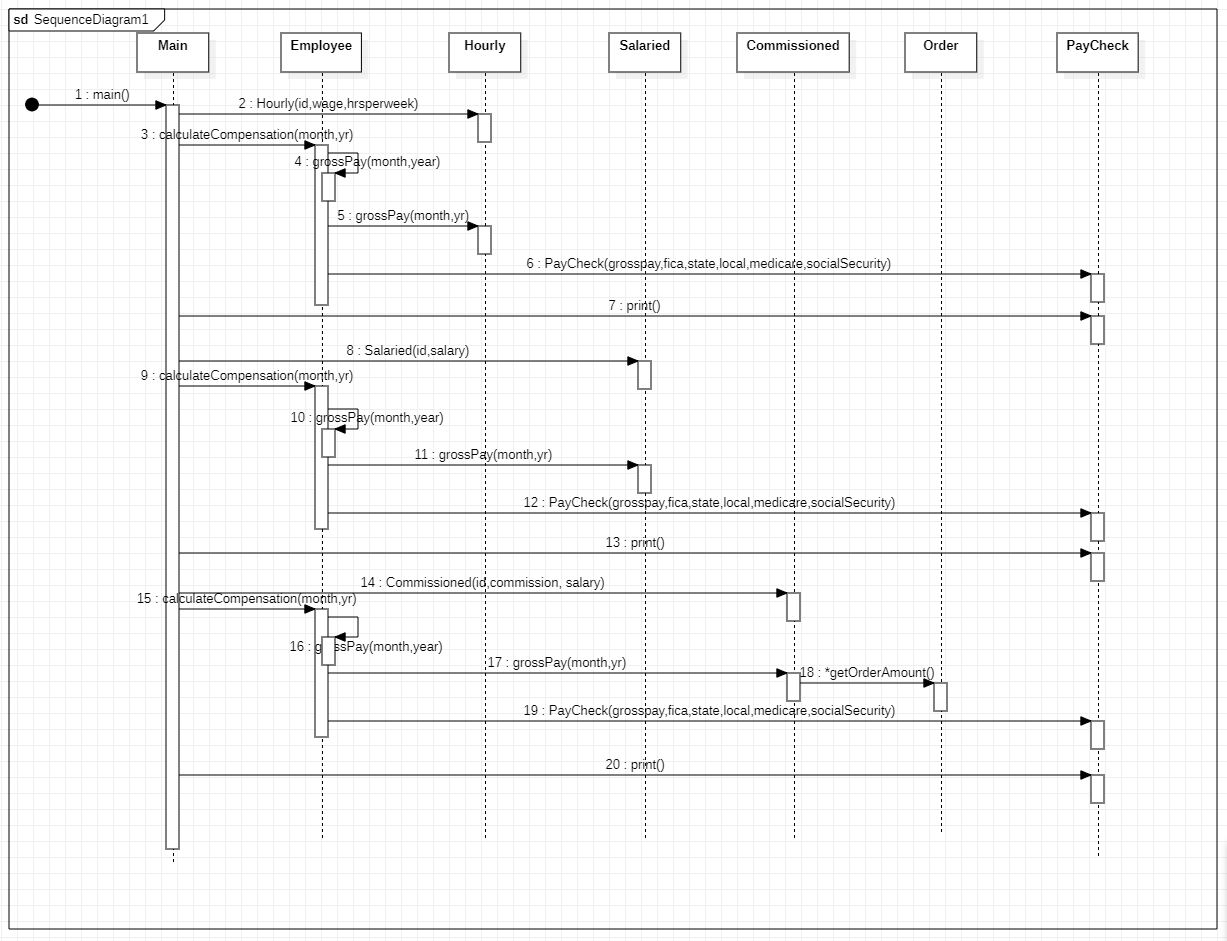 sd SequenceDiagram1
Main
Employee
Hourly
Salaried
Commissioned
Order
PayCheck
1 : main()
2 : Hourly(id,wage,hrsperweek)
3 : calculateCompensation(month,yr)
4 : grossPay(month,year)
5 : grossPay(month,yr)
6 : PayCheck(grosspay,fica,state,local,medicare,socialSecurity)
7 : print()
8 : Salaried(id,salary)
9 : calculateCompensation(month,yr)
10 : grossPay(month,year)
11 : grossPay(month,yr)
12 : PayCheck(grosspay,fica,state,local,medicare,socialSecurity)
13 : print()
14 : Commissioned(id,commission, salary)
15 : calculateCompensation(month,yr)
16 : grossPay(month,year)
17 : grossPay(month,yr)
18 : *getOrderAmount()
19 : PayCheck(grosspay,fica,state,local,medicare,socialSecurity)
20 : print()